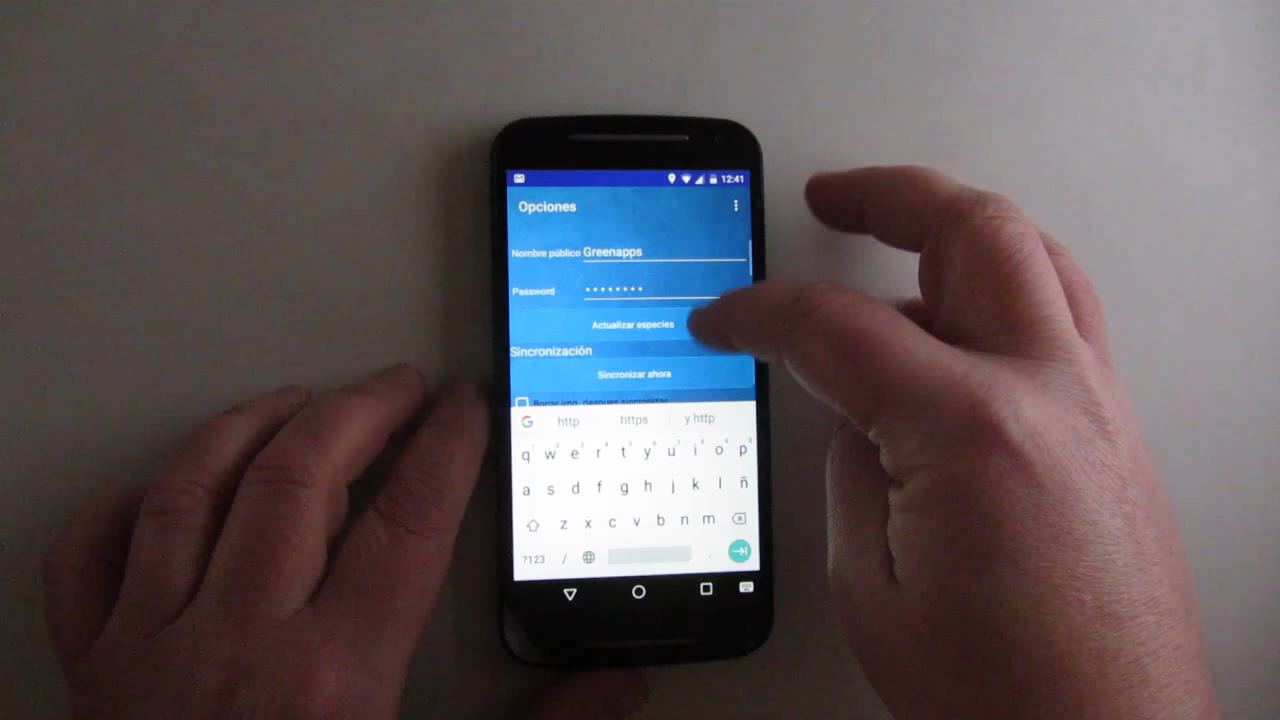 12:41
Opciones
Nombre público Greenapps
Password ••••••••
Actualizar especies
Sincronización
Sincronizar ahora
Borrar img. despues sincronizar
G http https y http
q w e r t y u i o p
a s d f g h j k l ñ
z x c v b n m
?123 / .